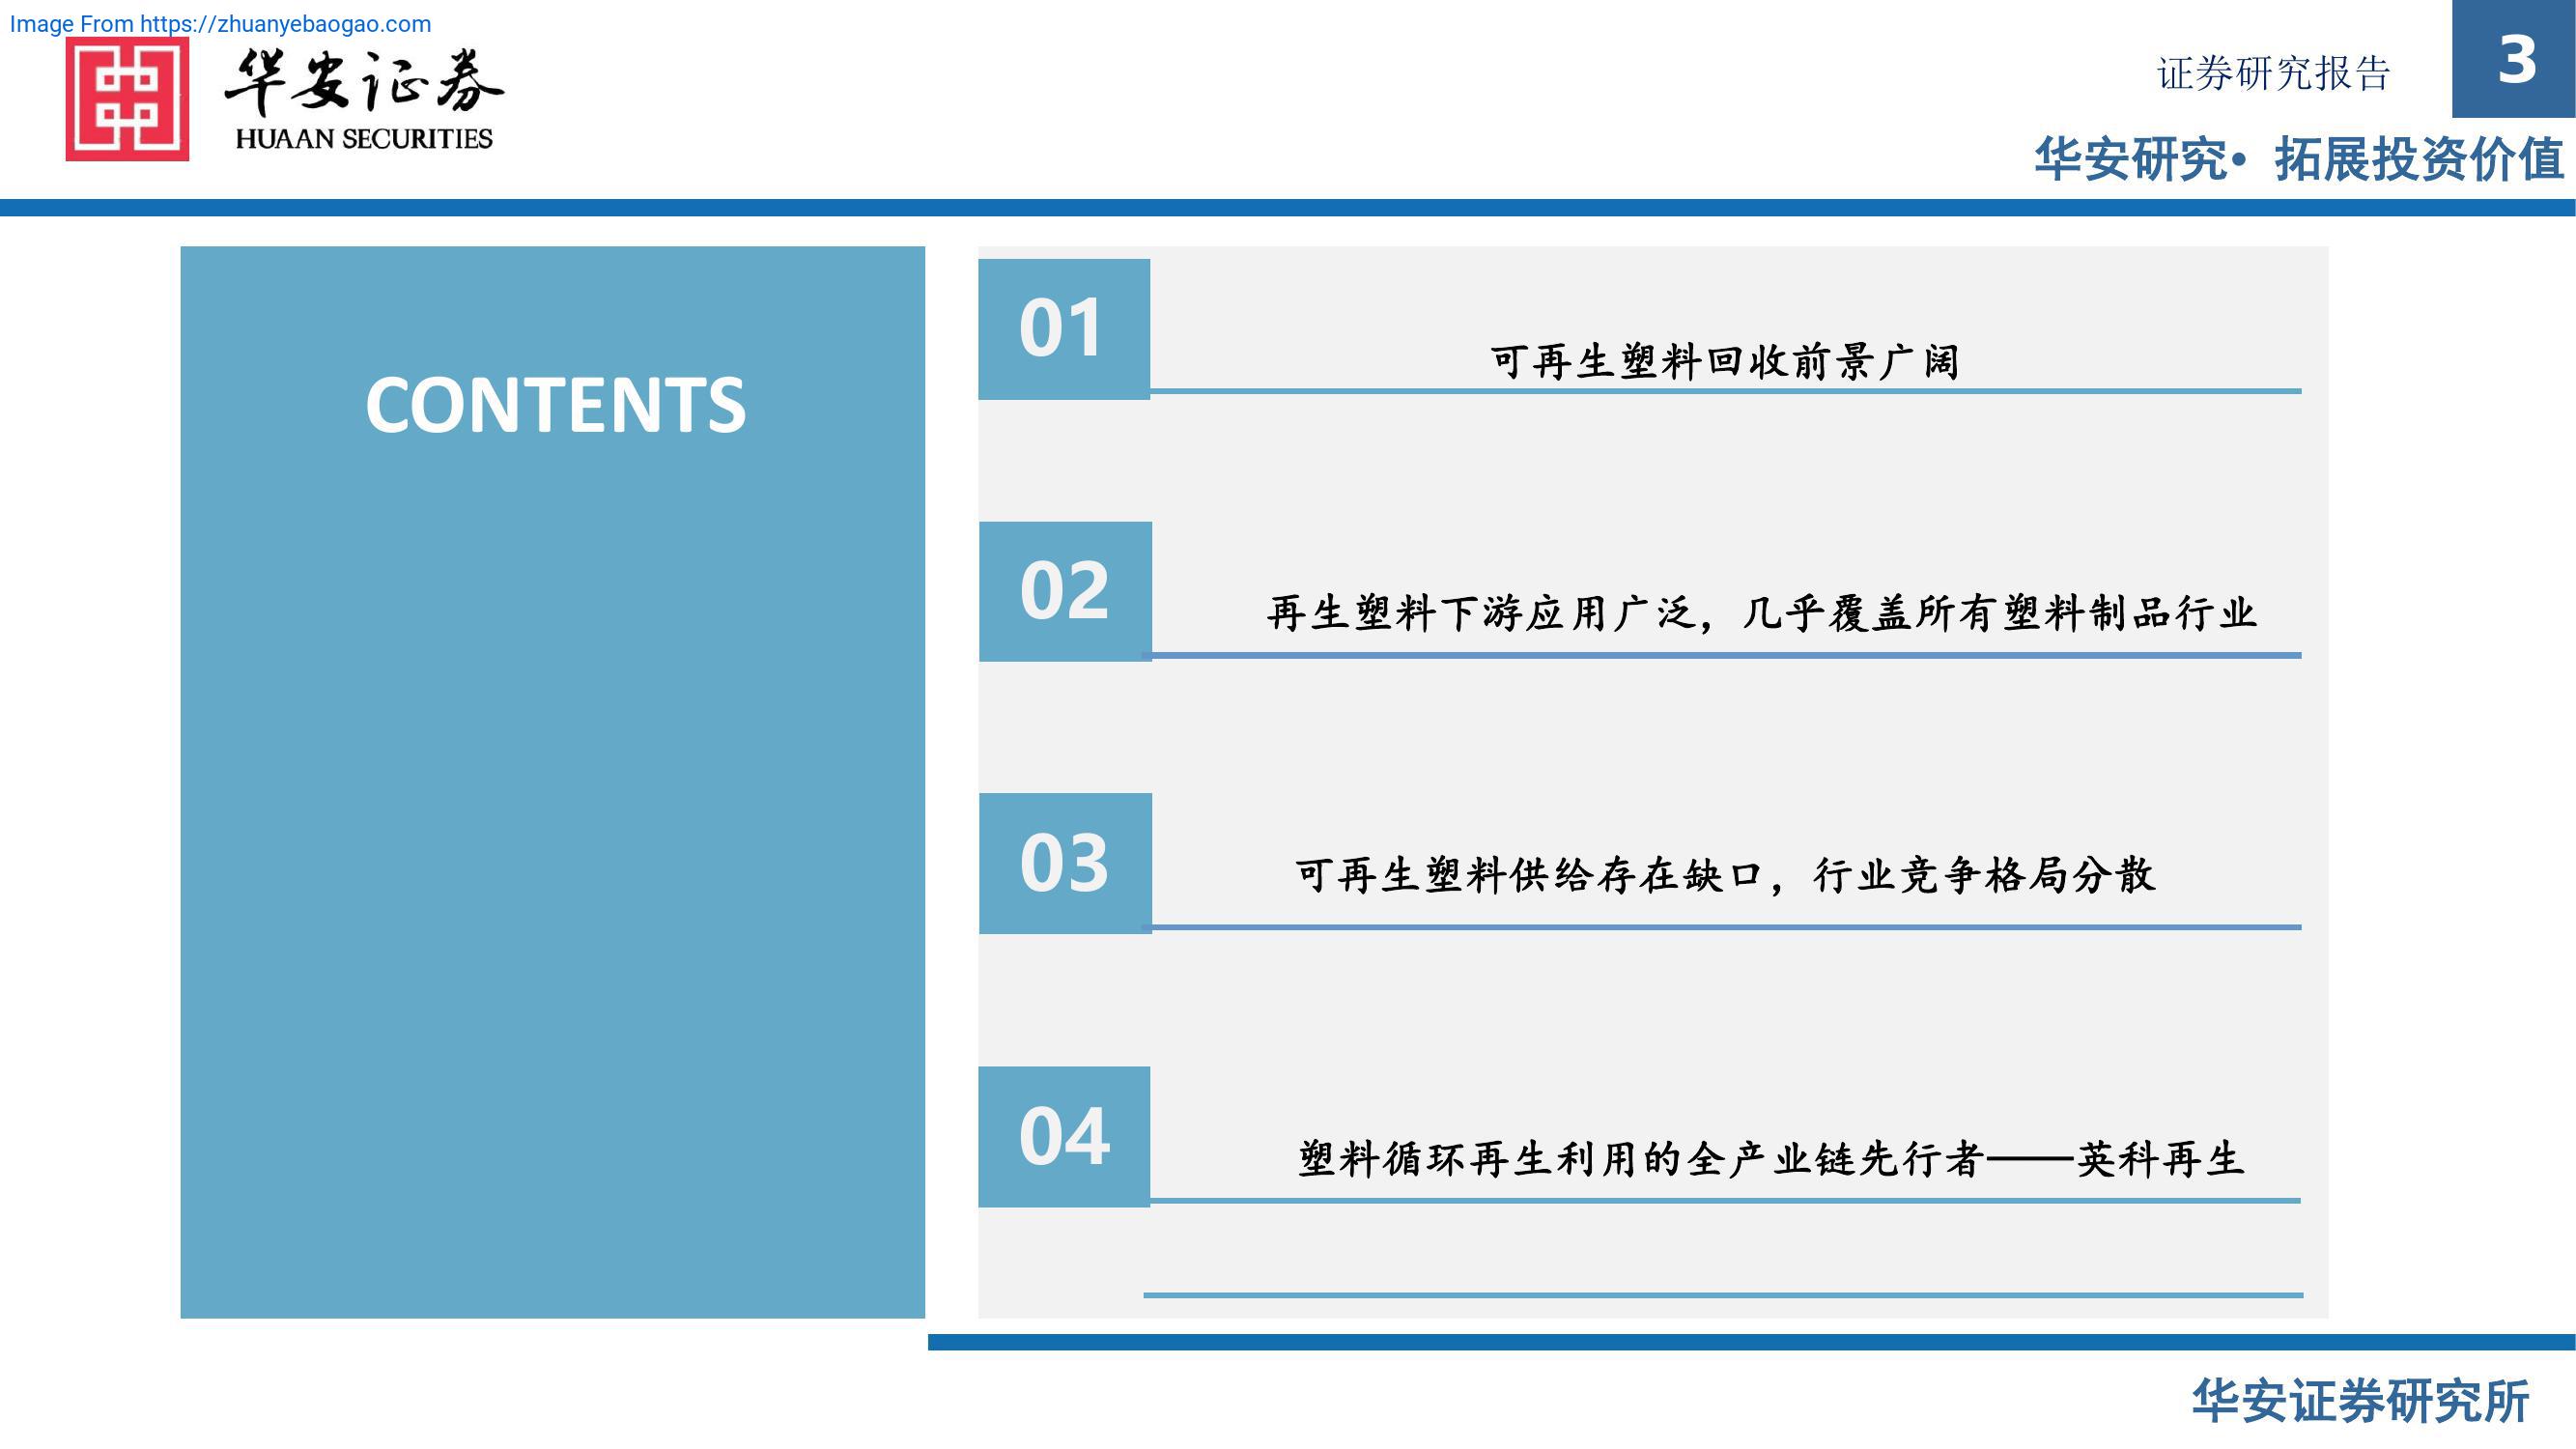 Image From https://zhuanyebaogao.com
华安证券
HUAAN SECURITIES
证券研究报告
3
华安研究• 拓展投资价值
CONTENTS
01
可再生塑料回收前景广阔
02
再生塑料下游应用广泛，几乎覆盖所有塑料制品行业
03
可再生塑料供给存在缺口，行业竞争格局分散
04
塑料循环再生利用的全产业链先行者——英科再生
华安证券研究所